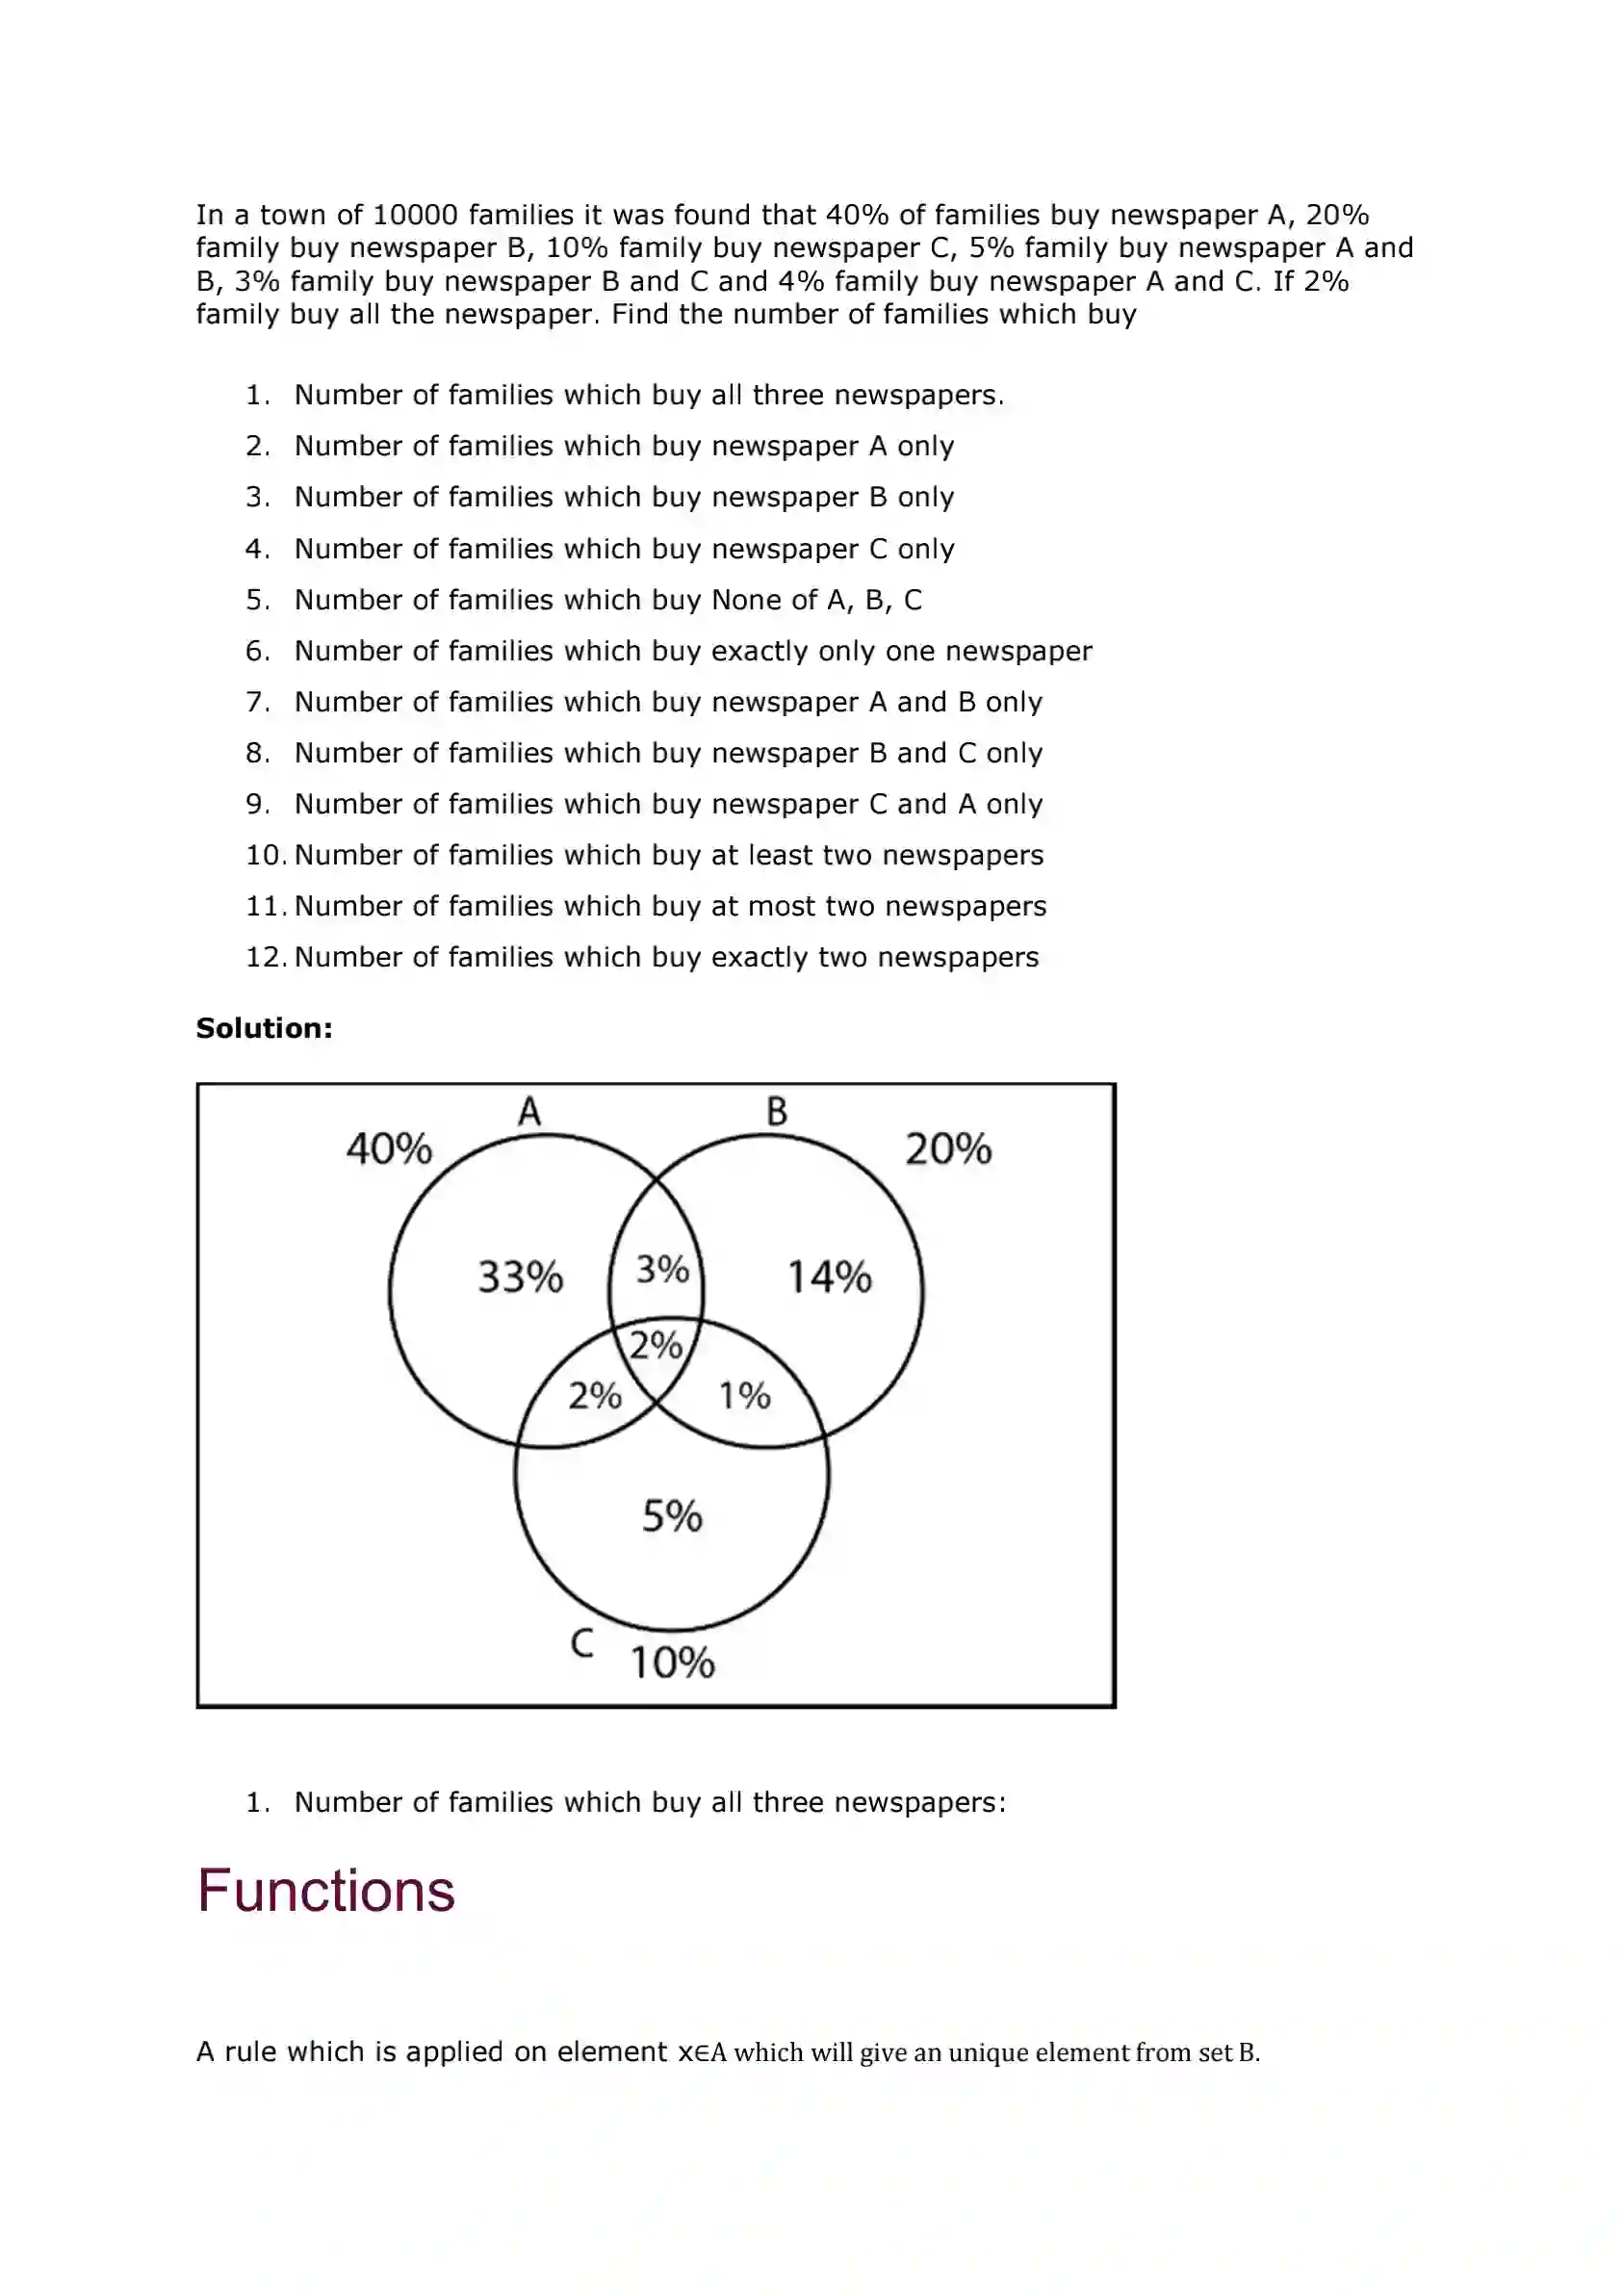 In a town of 10000 families it was found that 40% of families buy newspaper A, 20%
family buy newspaper B, 10% family buy newspaper C, 5% family buy newspaper A and
B, 3% family buy newspaper B and C and 4% family buy newspaper A and C. If 2%
family buy all the newspaper. Find the number of families which buy
1. Number of families which buy all three newspapers.
2. Number of families which buy newspaper A only
3. Number of families which buy newspaper B only
4. Number of families which buy newspaper C only
5. Number of families which buy None of A, B, C
6. Number of families which buy exactly only one newspaper
7. Number of families which buy newspaper A and B only
8. Number of families which buy newspaper B and C only
9. Number of families which buy newspaper C and A only
10. Number of families which buy at least two newspapers
11. Number of families which buy at most two newspapers
12. Number of families which buy exactly two newspapers
Solution:
A B
40% 20%
33% 3% 14%
2%
2% 1%
5%
C 10%
1. Number of families which buy all three newspapers:
Functions
A rule which is applied on element x∈A which will give an unique element from set B.